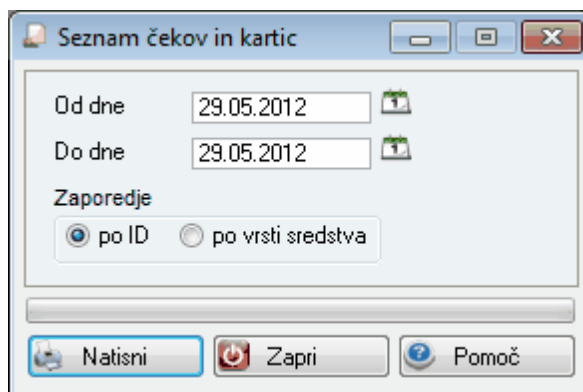 Seznam čekov in kartic
Od dne 29.05.2012
Do dne 29.05.2012
Zaporedje
po ID po vrsti sredstva
Natisni Zapri Pomoč